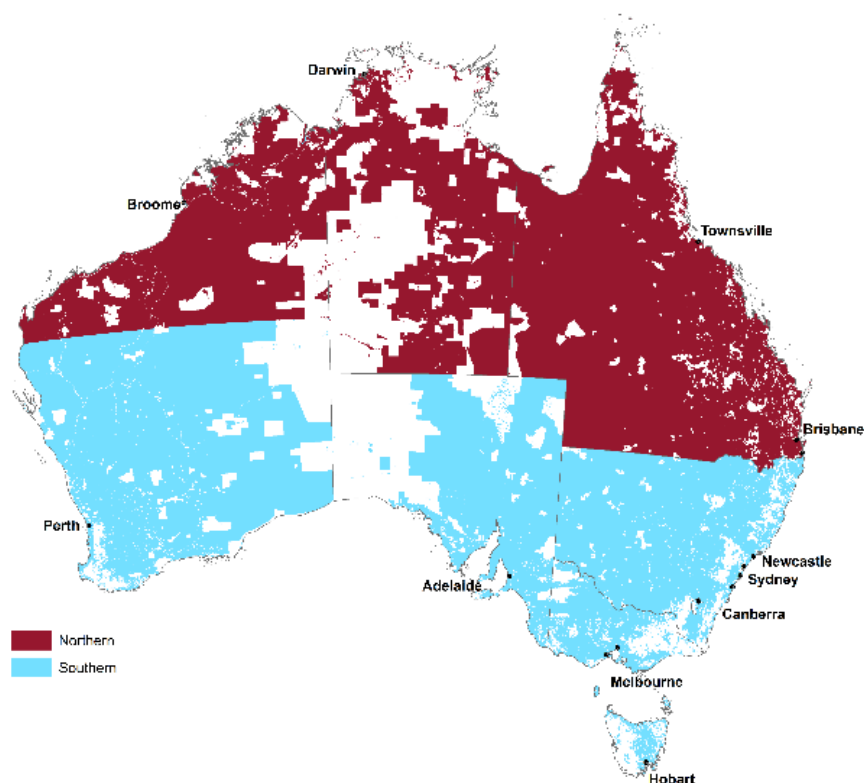 Darwin
Broome
Townsville
Brisbane
Perth
Newcastle
Sydney
Adelaide
Canberra
Northern
Southern
Melbourne
Hobart